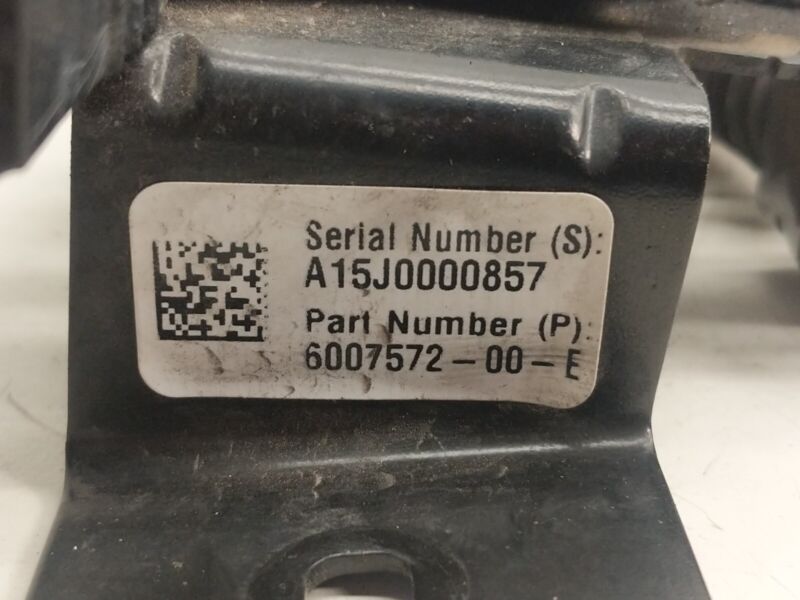 Serial Number (S):
A15J0000857
Part Number (P):
6007572-00-E